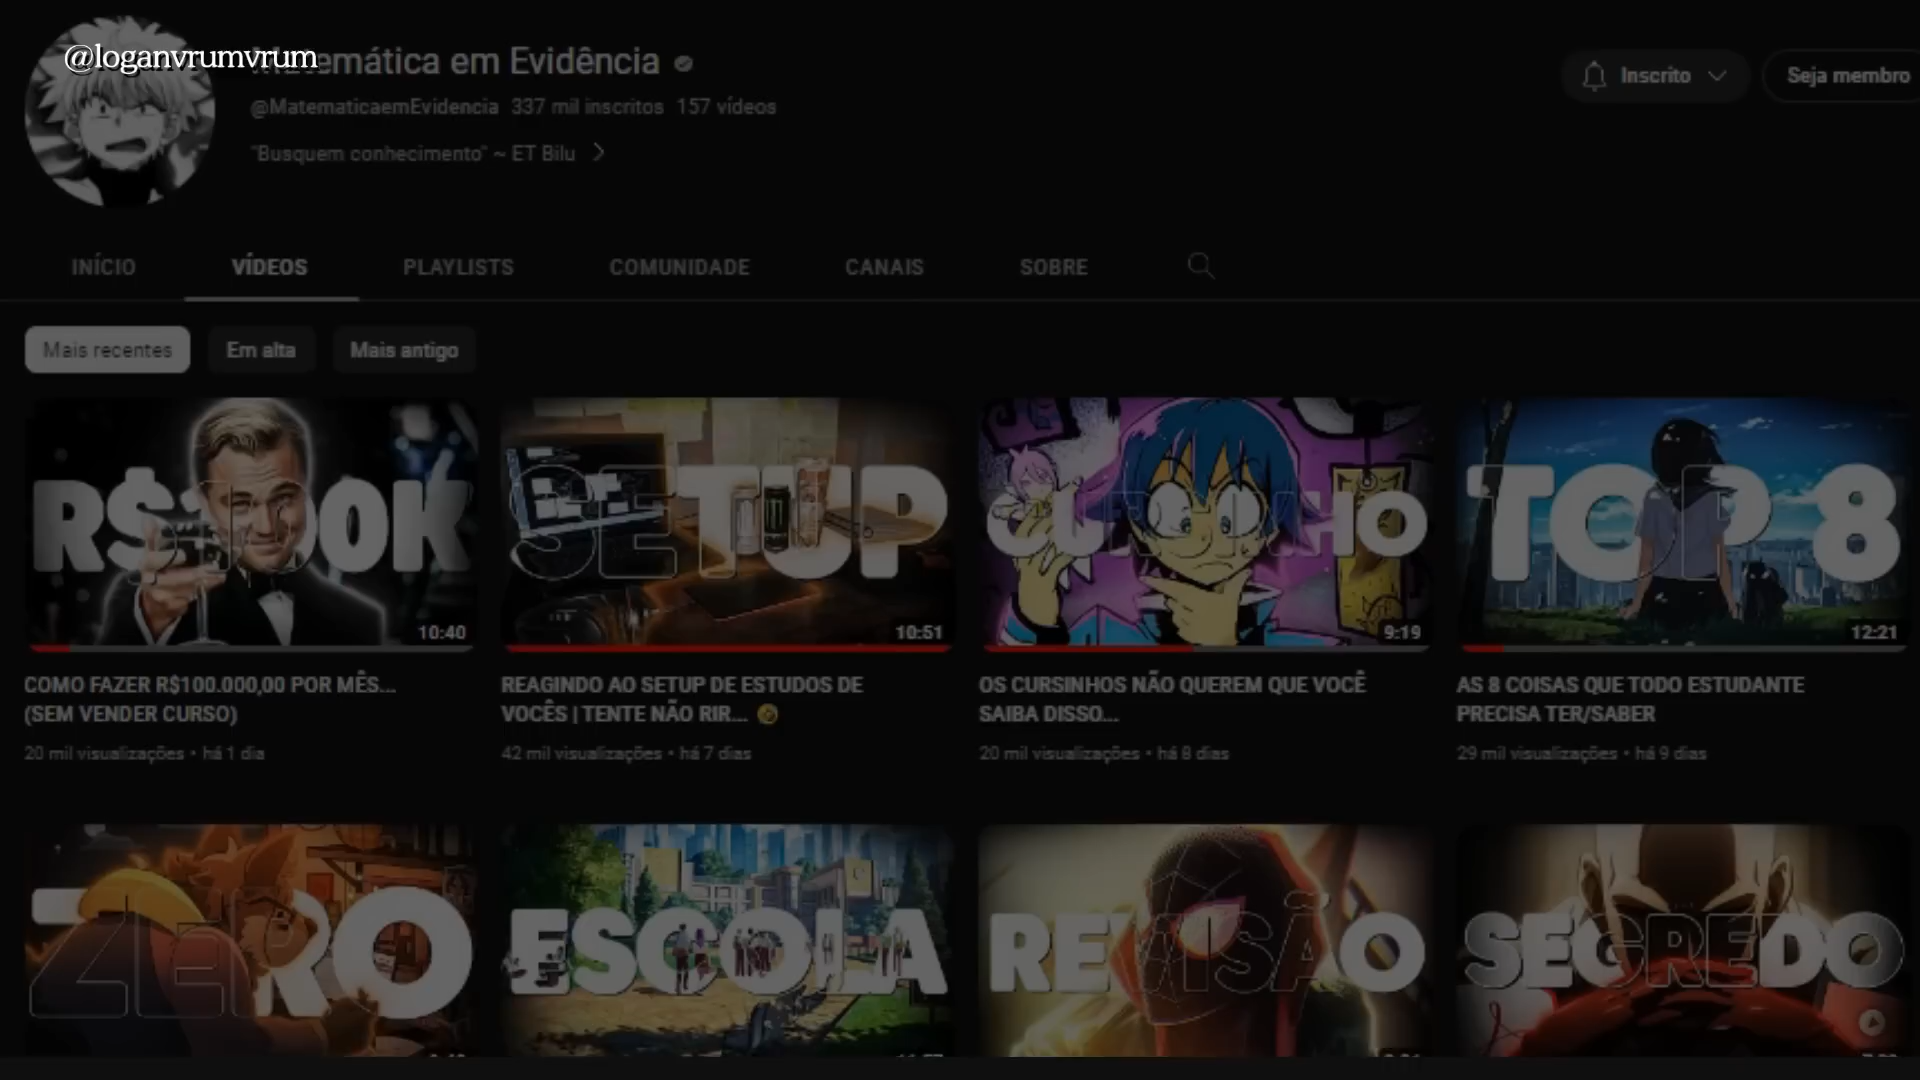 @loganvrumvrum
Matemática em Evidência
@MatematicaemEvidencia 337 mil inscritos 157 vídeos
"Busquem conhecimento" ~ ET Bilu
Inscrito
Seja membro
INÍCIO VÍDEOS PLAYLISTS COMUNIDADE CANAIS SOBRE
Mais recentes Em alta Mais antigo
R$100K
SETUP
CURSINHO
TOP 8
10:40 10:51 9:19 12:21
COMO FAZER R$100.000,00 POR MÊS...
(SEM VENDER CURSO)
20 mil visualizações • há 1 dia
REAGINDO AO SETUP DE ESTUDOS DE
VOCÊS | TENTE NÃO RIR...
42 mil visualizações • há 7 dias
OS CURSINHOS NÃO QUEREM QUE VOCÊ
SAIBA DISSO...
20 mil visualizações • há 8 dias
AS 8 COISAS QUE TODO ESTUDANTE
PRECISA TER/SABER
29 mil visualizações • há 9 dias
ZERO
ESCOLA
REVISÃO
SEGREDO